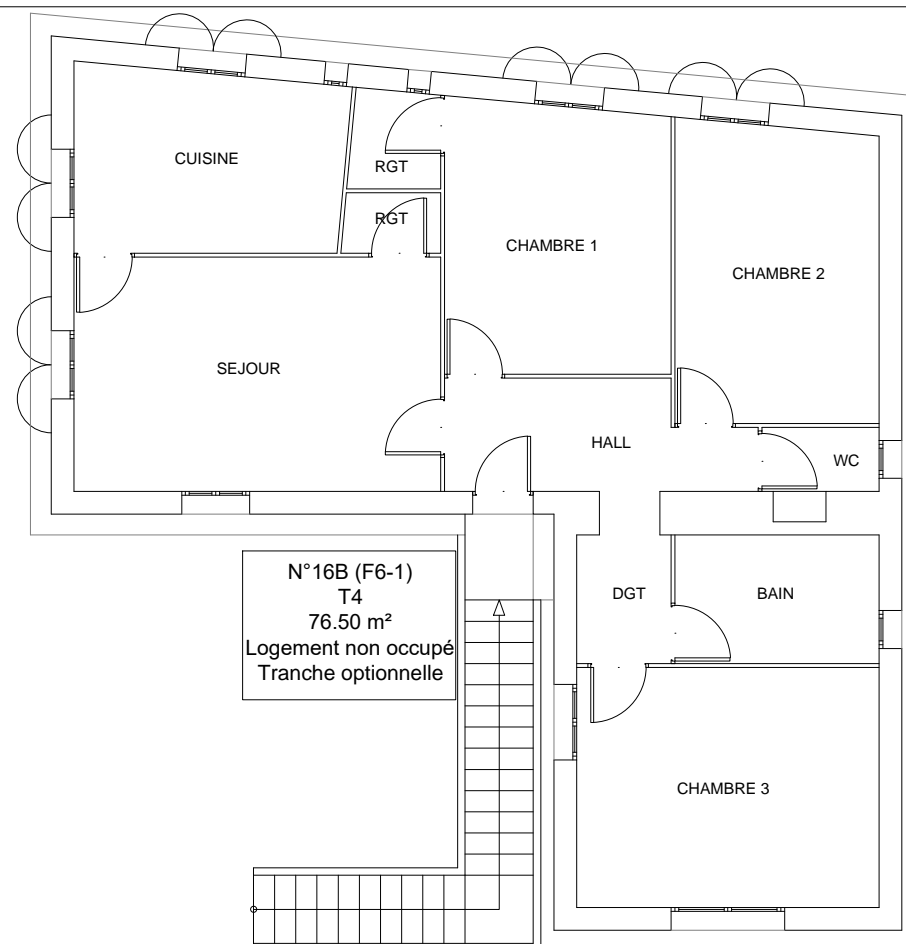 CUISINE
RGT
RGT
CHAMBRE 1
CHAMBRE 2
SEJOUR
HALL
WC
N°16B (F6-1)
T4
76.50 m²
Logement non occupé
Tranche optionnelle
DGT
BAIN
CHAMBRE 3